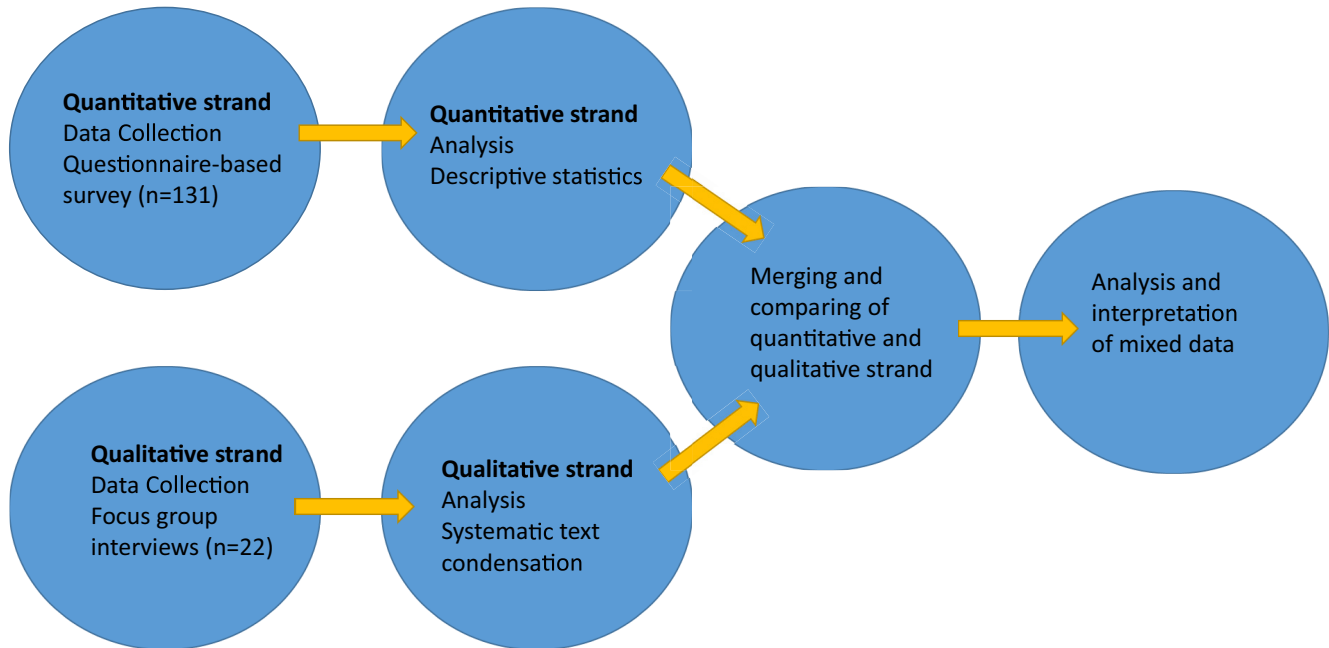 Quantitative strand
Data Collection
Questionnaire-based
survey (n=131)
Quantitative strand
Analysis
Descriptive statistics
Qualitative strand
Data Collection
Focus group
interviews (n=22)
Qualitative strand
Analysis
Systematic text
condensation
Merging and
comparing of
quantitative and
qualitative strand
Analysis and
interpretation
of mixed data